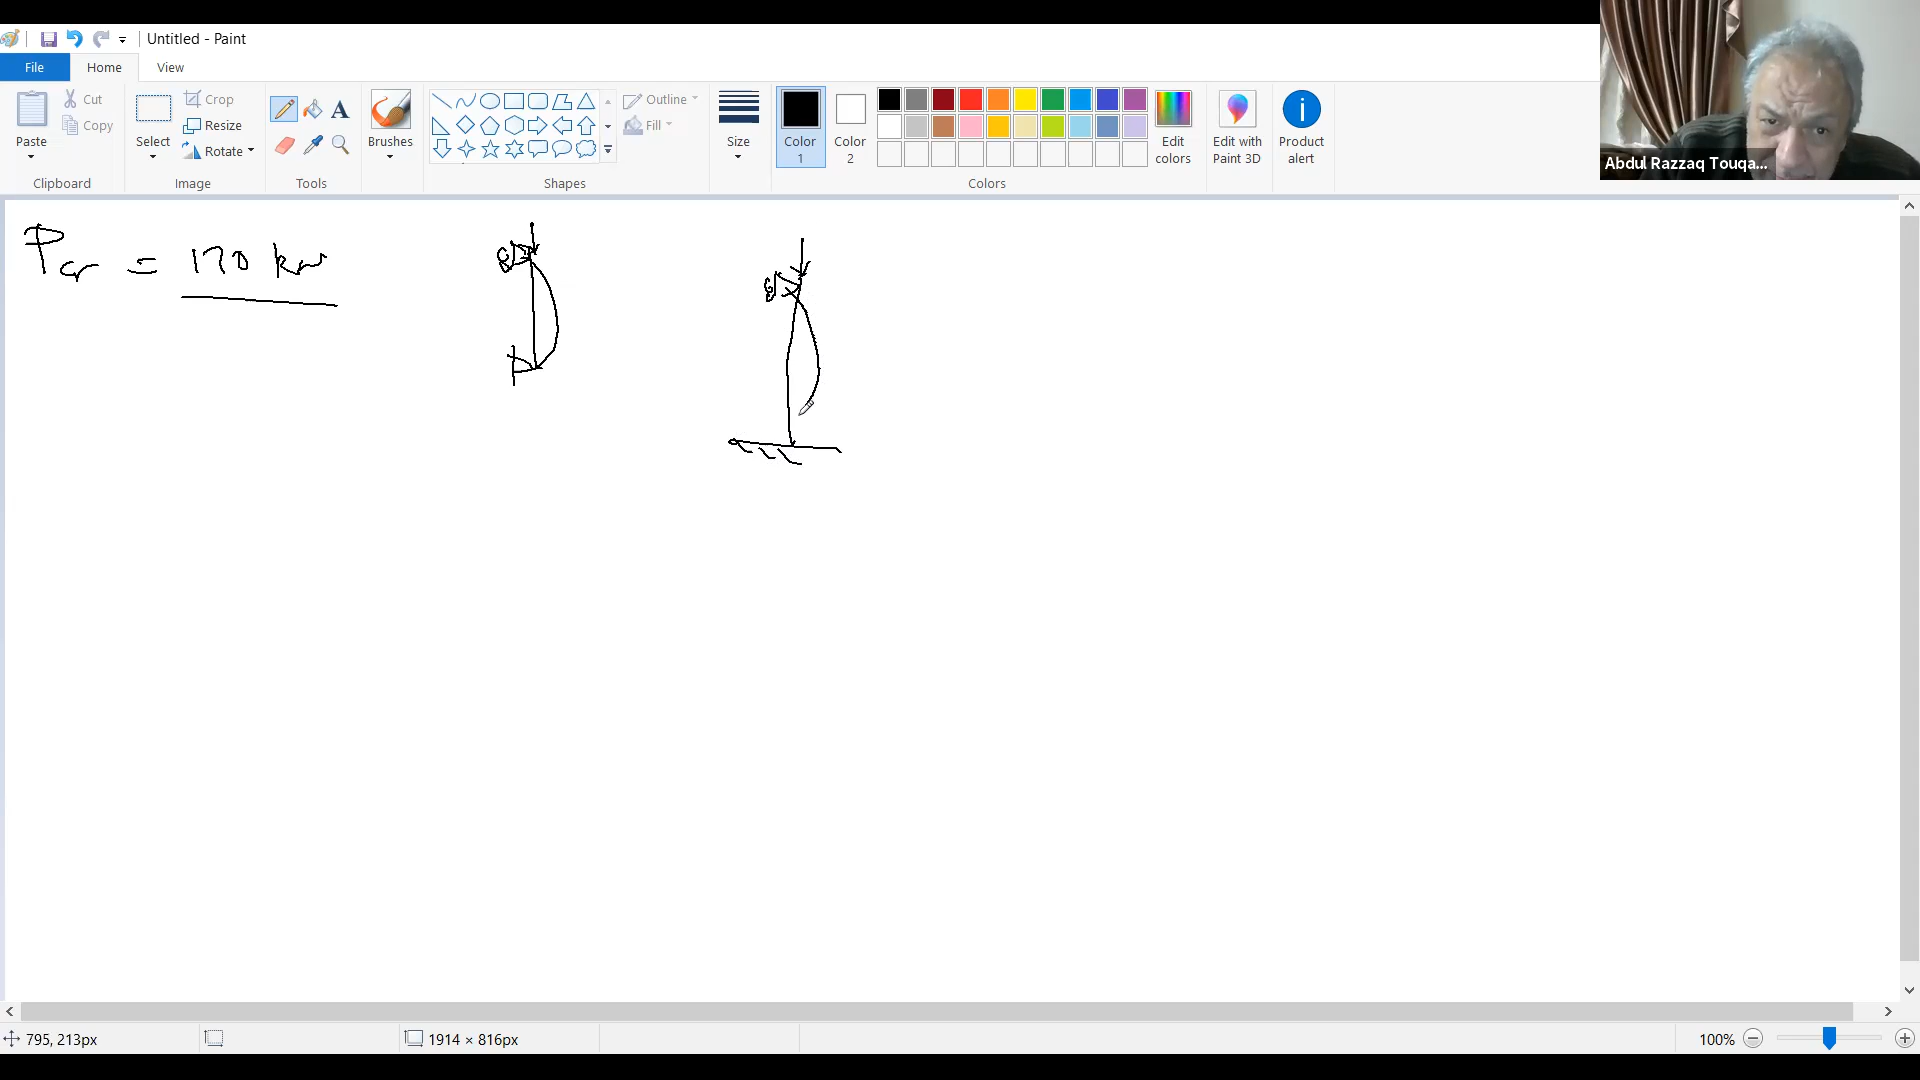 Untitled - Paint
File Home View
Paste
Cut
Copy
Clipboard
Select
Crop
Resize
Rotate
Image
Tools
Brushes
Shapes
Outline
Fill
Size
Color 1
Color 2
Colors
Edit colors
Edit with Paint 3D
Product alert
Abdul Razzaq Touqa...
Pcr = 170 kN
795, 213px
1914 × 816px
100%